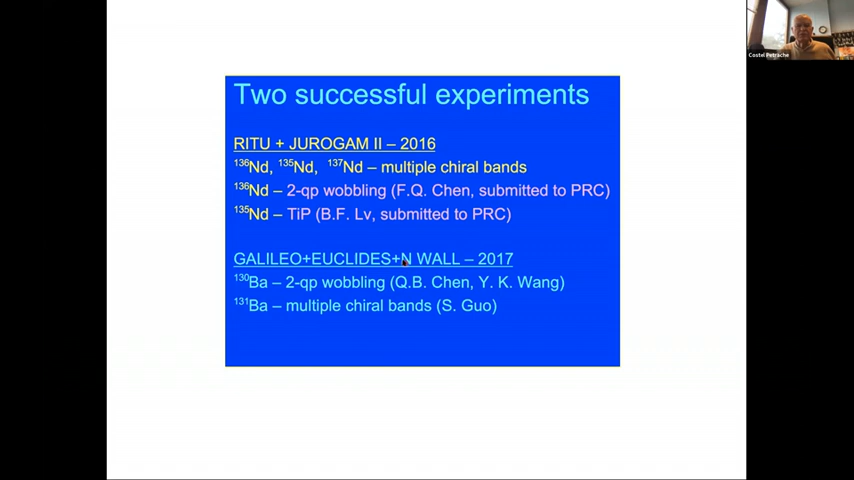 Two successful experiments
RITU + JUROGAM II – 2016
¹³⁶Nd, ¹³⁵Nd, ¹³⁷Nd – multiple chiral bands
¹³⁶Nd – 2-qp wobbling (F.Q. Chen, submitted to PRC)
¹³⁵Nd – TiP (B.F. Lv, submitted to PRC)
GALILEO+EUCLIDES+N WALL – 2017
¹³⁰Ba – 2-qp wobbling (Q.B. Chen, Y. K. Wang)
¹³¹Ba – multiple chiral bands (S. Guo)
Costel Petrache